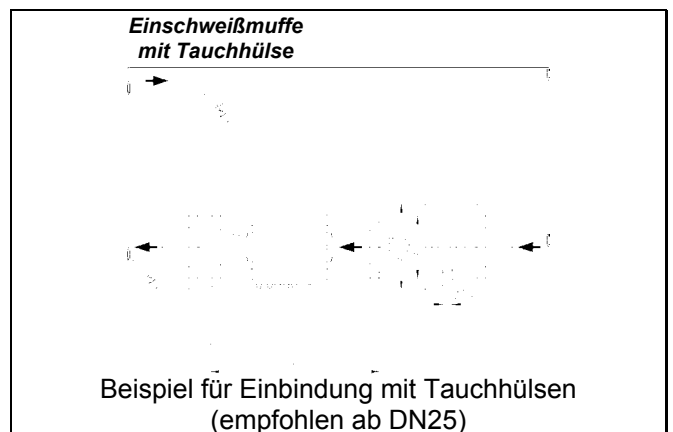 Einschweißmuffe
mit Tauchhülse
Beispiel für Einbindung mit Tauchhülsen
(empfohlen ab DN25)